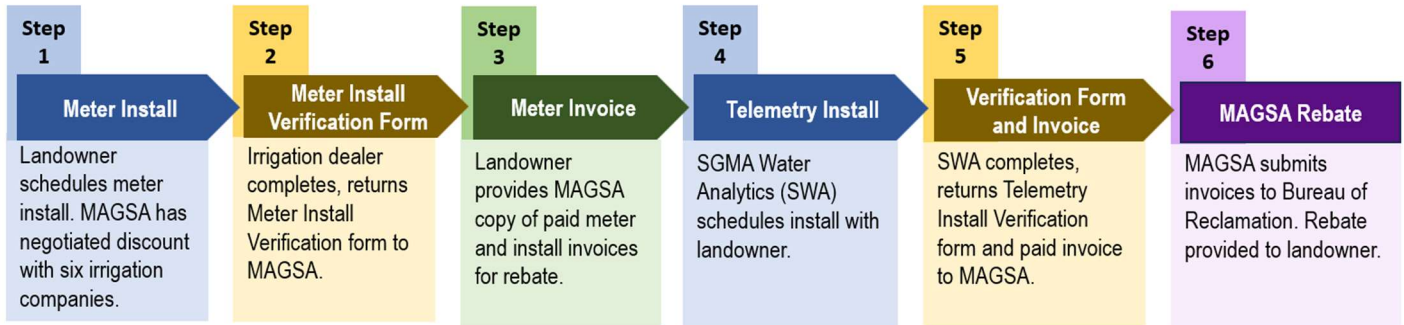 Step
1
Meter Install
Landowner
schedules meter
install. MAGSA has
negotiated discount
with six irrigation
companies.
Step
2
Meter Install
Verification Form
Irrigation dealer
completes, returns
Meter Install
Verification form to
MAGSA.
Step
3
Meter Invoice
Landowner
provides MAGSA
copy of paid meter
and install invoices
for rebate.
Step
4
Telemetry Install
SGMA Water
Analytics (SWA)
schedules install with
landowner.
Step
5
Verification Form
and Invoice
SWA completes,
returns Telemetry
Install Verification
form and paid invoice
to MAGSA.
Step
6
MAGSA Rebate
MAGSA submits
invoices to Bureau of
Reclamation. Rebate
provided to landowner.